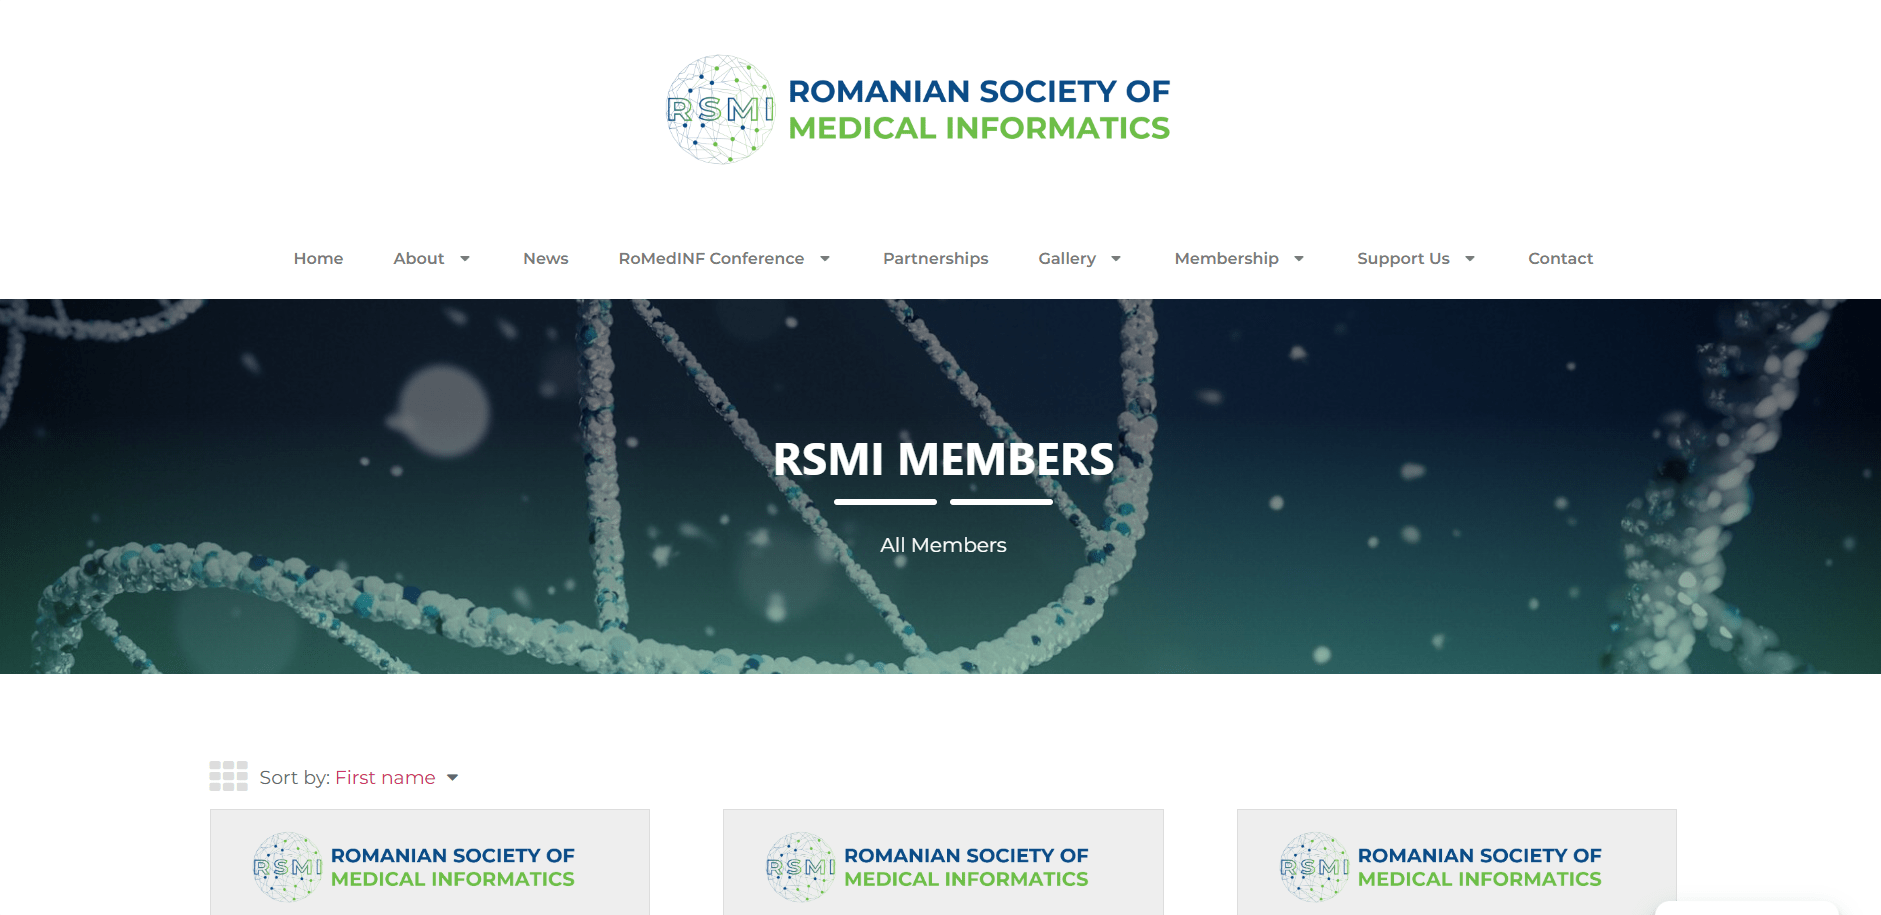 RSMI
ROMANIAN SOCIETY OF
MEDICAL INFORMATICS
Home About News RoMedINF Conference Partnerships Gallery Membership Support Us Contact
RSMI MEMBERS
All Members
Sort by: First name
RSMI
ROMANIAN SOCIETY OF
MEDICAL INFORMATICS
RSMI
ROMANIAN SOCIETY OF
MEDICAL INFORMATICS
RSMI
ROMANIAN SOCIETY OF
MEDICAL INFORMATICS